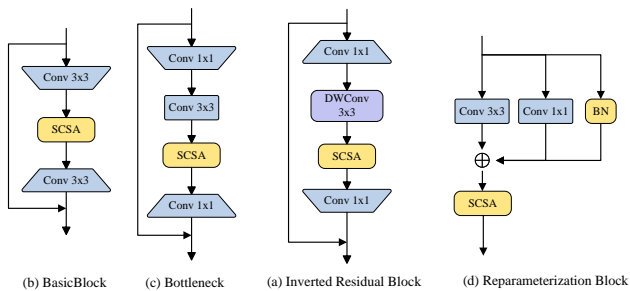 Conv 3x3
SCSA
Conv 3x3
(b) BasicBlock
Conv 1x1
Conv 3x3
SCSA
Conv 1x1
(c) Bottleneck
Conv 1x1
DWConv
3x3
SCSA
Conv 1x1
(a) Inverted Residual Block
Conv 3x3
Conv 1x1
BN
SCSA
(d) Reparameterization Block